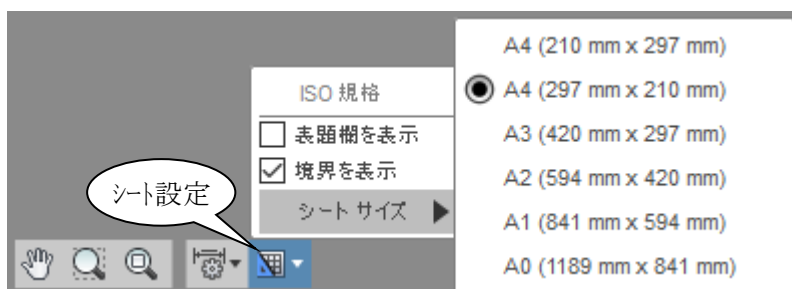 ISO 規格
表題欄を表示
境界を表示
シート サイズ
シート設定
A4 (210 mm x 297 mm)
A4 (297 mm x 210 mm)
A3 (420 mm x 297 mm)
A2 (594 mm x 420 mm)
A1 (841 mm x 594 mm)
A0 (1189 mm x 841 mm)